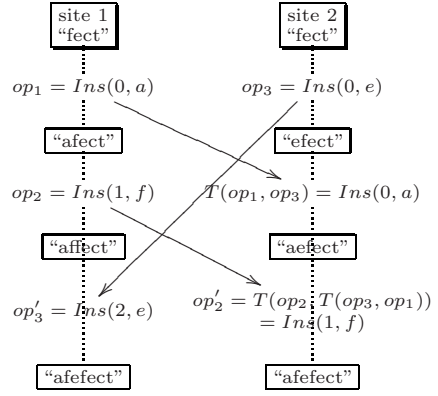 site 1
"fect"
site 2
"fect"
op₁ = Ins(0, a)
op₃ = Ins(0, e)
"afect"
"efect"
op₂ = Ins(1, f)
T(op₁, op₃) = Ins(0, a)
"affect"
"aefect"
op′₃ = Ins(2, e)
op′₂ = T(op₂, T(op₃, op₁))
= Ins(1, f)
"afefect"
"afefect"